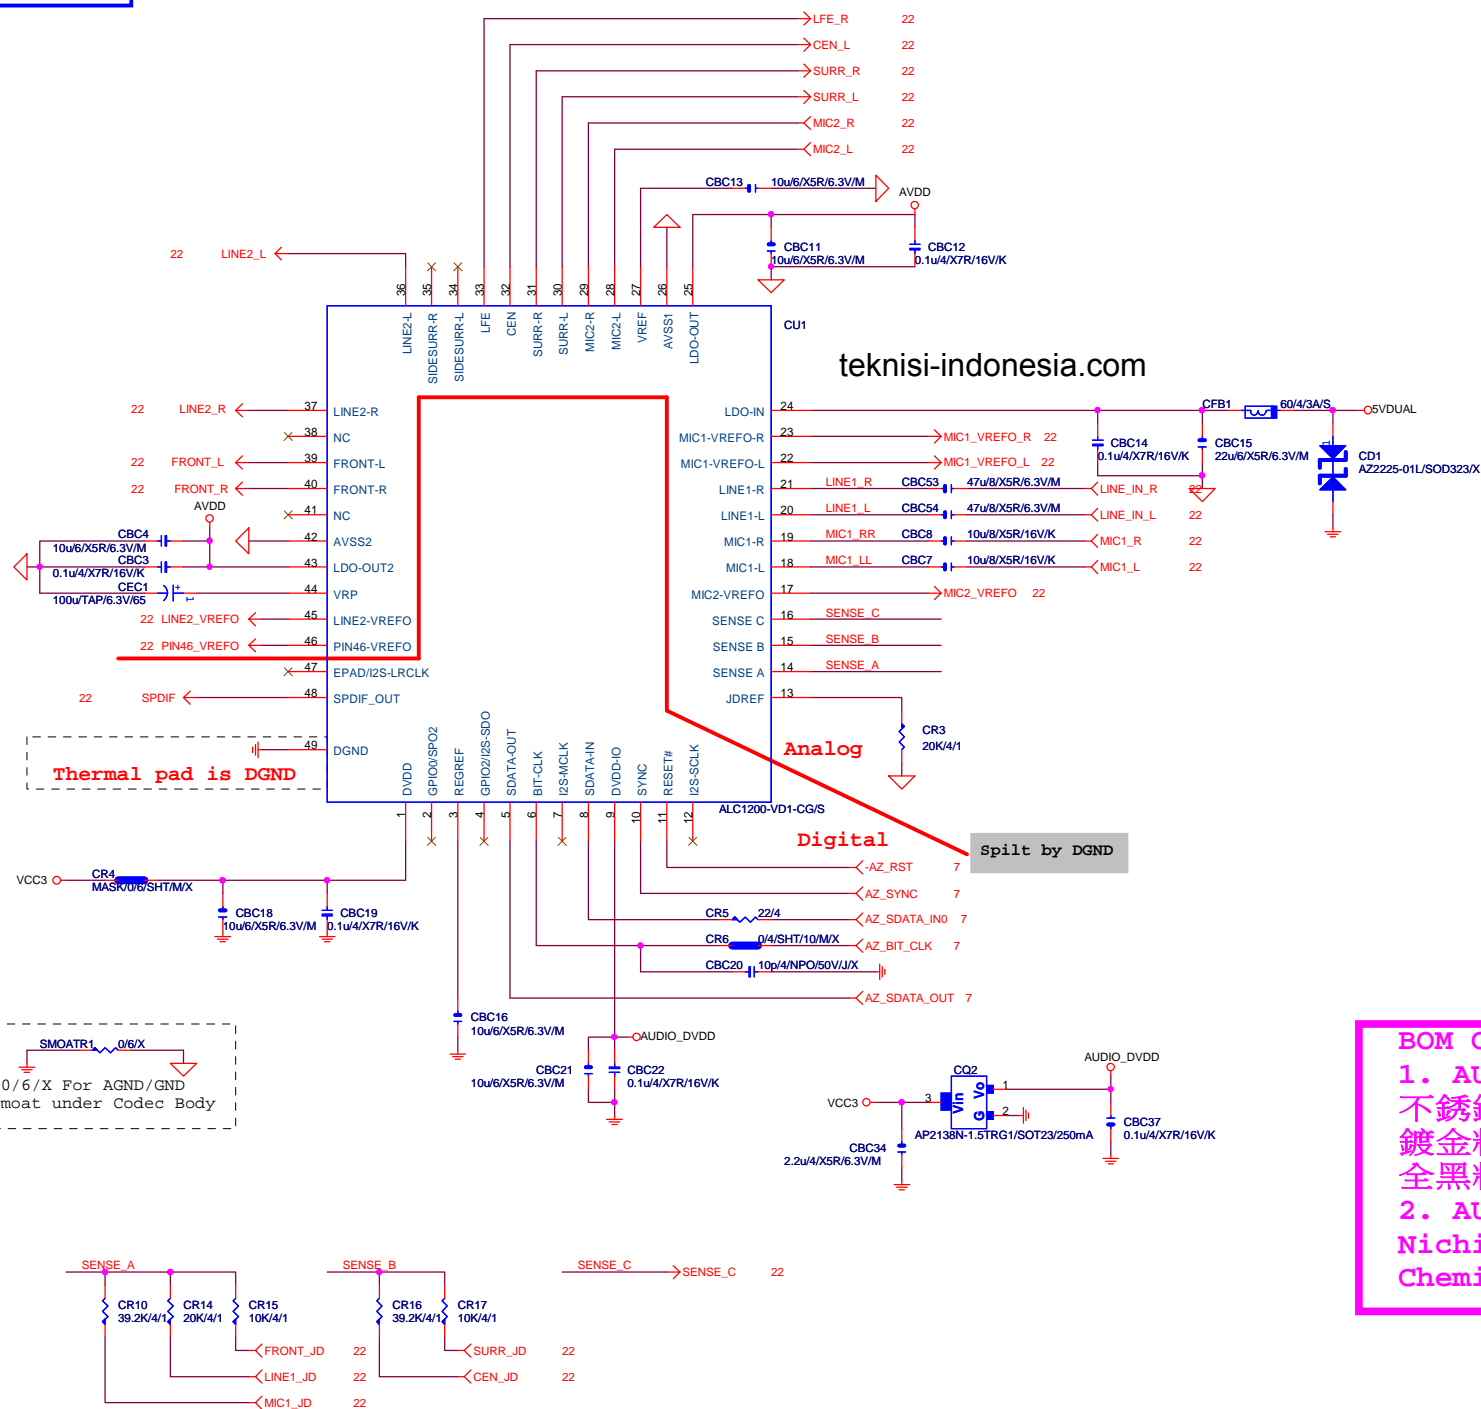 LFE_R 22
CEN_L 22
SURR_R 22
SURR_L 22
MIC2_R 22
MIC2_L 22
CBC13 10u/6/X5R/6.3V/M
AVDD
CBC11
10u/6/X5R/6.3V/M
CBC12
0.1u/4/X7R/16V/K
22 LINE2_L
36 35 34 33 32 31 30 29 28 27 26 25
LINE2-L SIDESURR-R SIDESURR-L LFE CEN SURR-R SURR-L MIC2-R MIC2-L VREF AVSS1 LDO-OUT
CU1
teknisi-indonesia.com
22 LINE2_R 37 LINE2-R
38 NC
22 FRONT_L 39 FRONT-L
22 FRONT_R 40 FRONT-R
AVDD
41 NC
CBC4
10u/6/X5R/6.3V/M
42 AVSS2
CBC3
0.1u/4/X7R/16V/K
43 LDO-OUT2
CEC1
100u/TAP/6.3V/65
+ 1
44 VRP
22 LINE2_VREFO 45 LINE2-VREFO
22 PIN46_VREFO 46 PIN46-VREFO
47 EPAD/I2S-LRCLK
22 SPDIF 48 SPDIF_OUT
49 DGND
Thermal pad is DGND
LDO-IN 24
CFB1 60/4/3A/S 5VDUAL
MIC1-VREFO-R 23 MIC1_VREFO_R 22
MIC1-VREFO-L 22 MIC1_VREFO_L 22
CBC14
0.1u/4/X7R/16V/K
CBC15
22u/6/X5R/6.3V/M
1
CD1
AZ2225-01L/SOD323/X
LINE1-R 21 LINE1_R CBC53 47u/8/X5R/6.3V/M LINE_IN_R 22
LINE1-L 20 LINE1_L CBC54 47u/8/X5R/6.3V/M LINE_IN_L 22
MIC1-R 19 MIC1_RR CBC8 10u/8/X5R/16V/K MIC1_R 22
MIC1-L 18 MIC1_LL CBC7 10u/8/X5R/16V/K MIC1_L 22
MIC2-VREFO 17 MIC2_VREFO 22
SENSE C 16 SENSE_C
SENSE B 15 SENSE_B
SENSE A 14 SENSE_A
JDREF 13
CR3
20K/4/1
Analog
DVDD GPIO0/SPO2 REGREF GPIO2/I2S-SDO SDATA-OUT BIT-CLK I2S-MCLK SDATA-IN DVDD-IO SYNC RESET# I2S-SCLK
1 2 3 4 5 6 7 8 9 10 11 12
ALC1200-VD1-CG/S
Digital
Spilt by DGND
-AZ_RST 7
AZ_SYNC 7
CR5 22/4 AZ_SDATA_IN0 7
CR6 0/4/SHT/10/M/X AZ_BIT_CLK 7
CBC20 10p/4/NPO/50V/J/X
AZ_SDATA_OUT 7
VCC3
CR4
MASK/0/6/SHT/M/X
CBC18
10u/6/X5R/6.3V/M
CBC19
0.1u/4/X7R/16V/K
CBC16
10u/6/X5R/6.3V/M
AUDIO_DVDD
CBC21
10u/6/X5R/6.3V/M
CBC22
0.1u/4/X7R/16V/K
SMOATR1 0/6/X
0/6/X For AGND/GND
moat under Codec Body
AUDIO_DVDD
CQ2
VCC3 3 Vin Vo 1
G 2
AP2138N-1.5TRG1/SOT23/250mA
CBC34
2.2u/4/X5R/6.3V/M
CBC37
0.1u/4/X7R/16V/K
BOM
1.
不銹
鍍金
全黑
2.
SENSE_A
CR10
39.2K/4/1
CR14
20K/4/1
CR15
10K/4/1
FRONT_JD 22
LINE1_JD 22
MIC1_JD 22
SENSE_B
CR16
39.2K/4/1
CR17
10K/4/1
SURR_JD 22
CEN_JD 22
SENSE_C SENSE_C 22